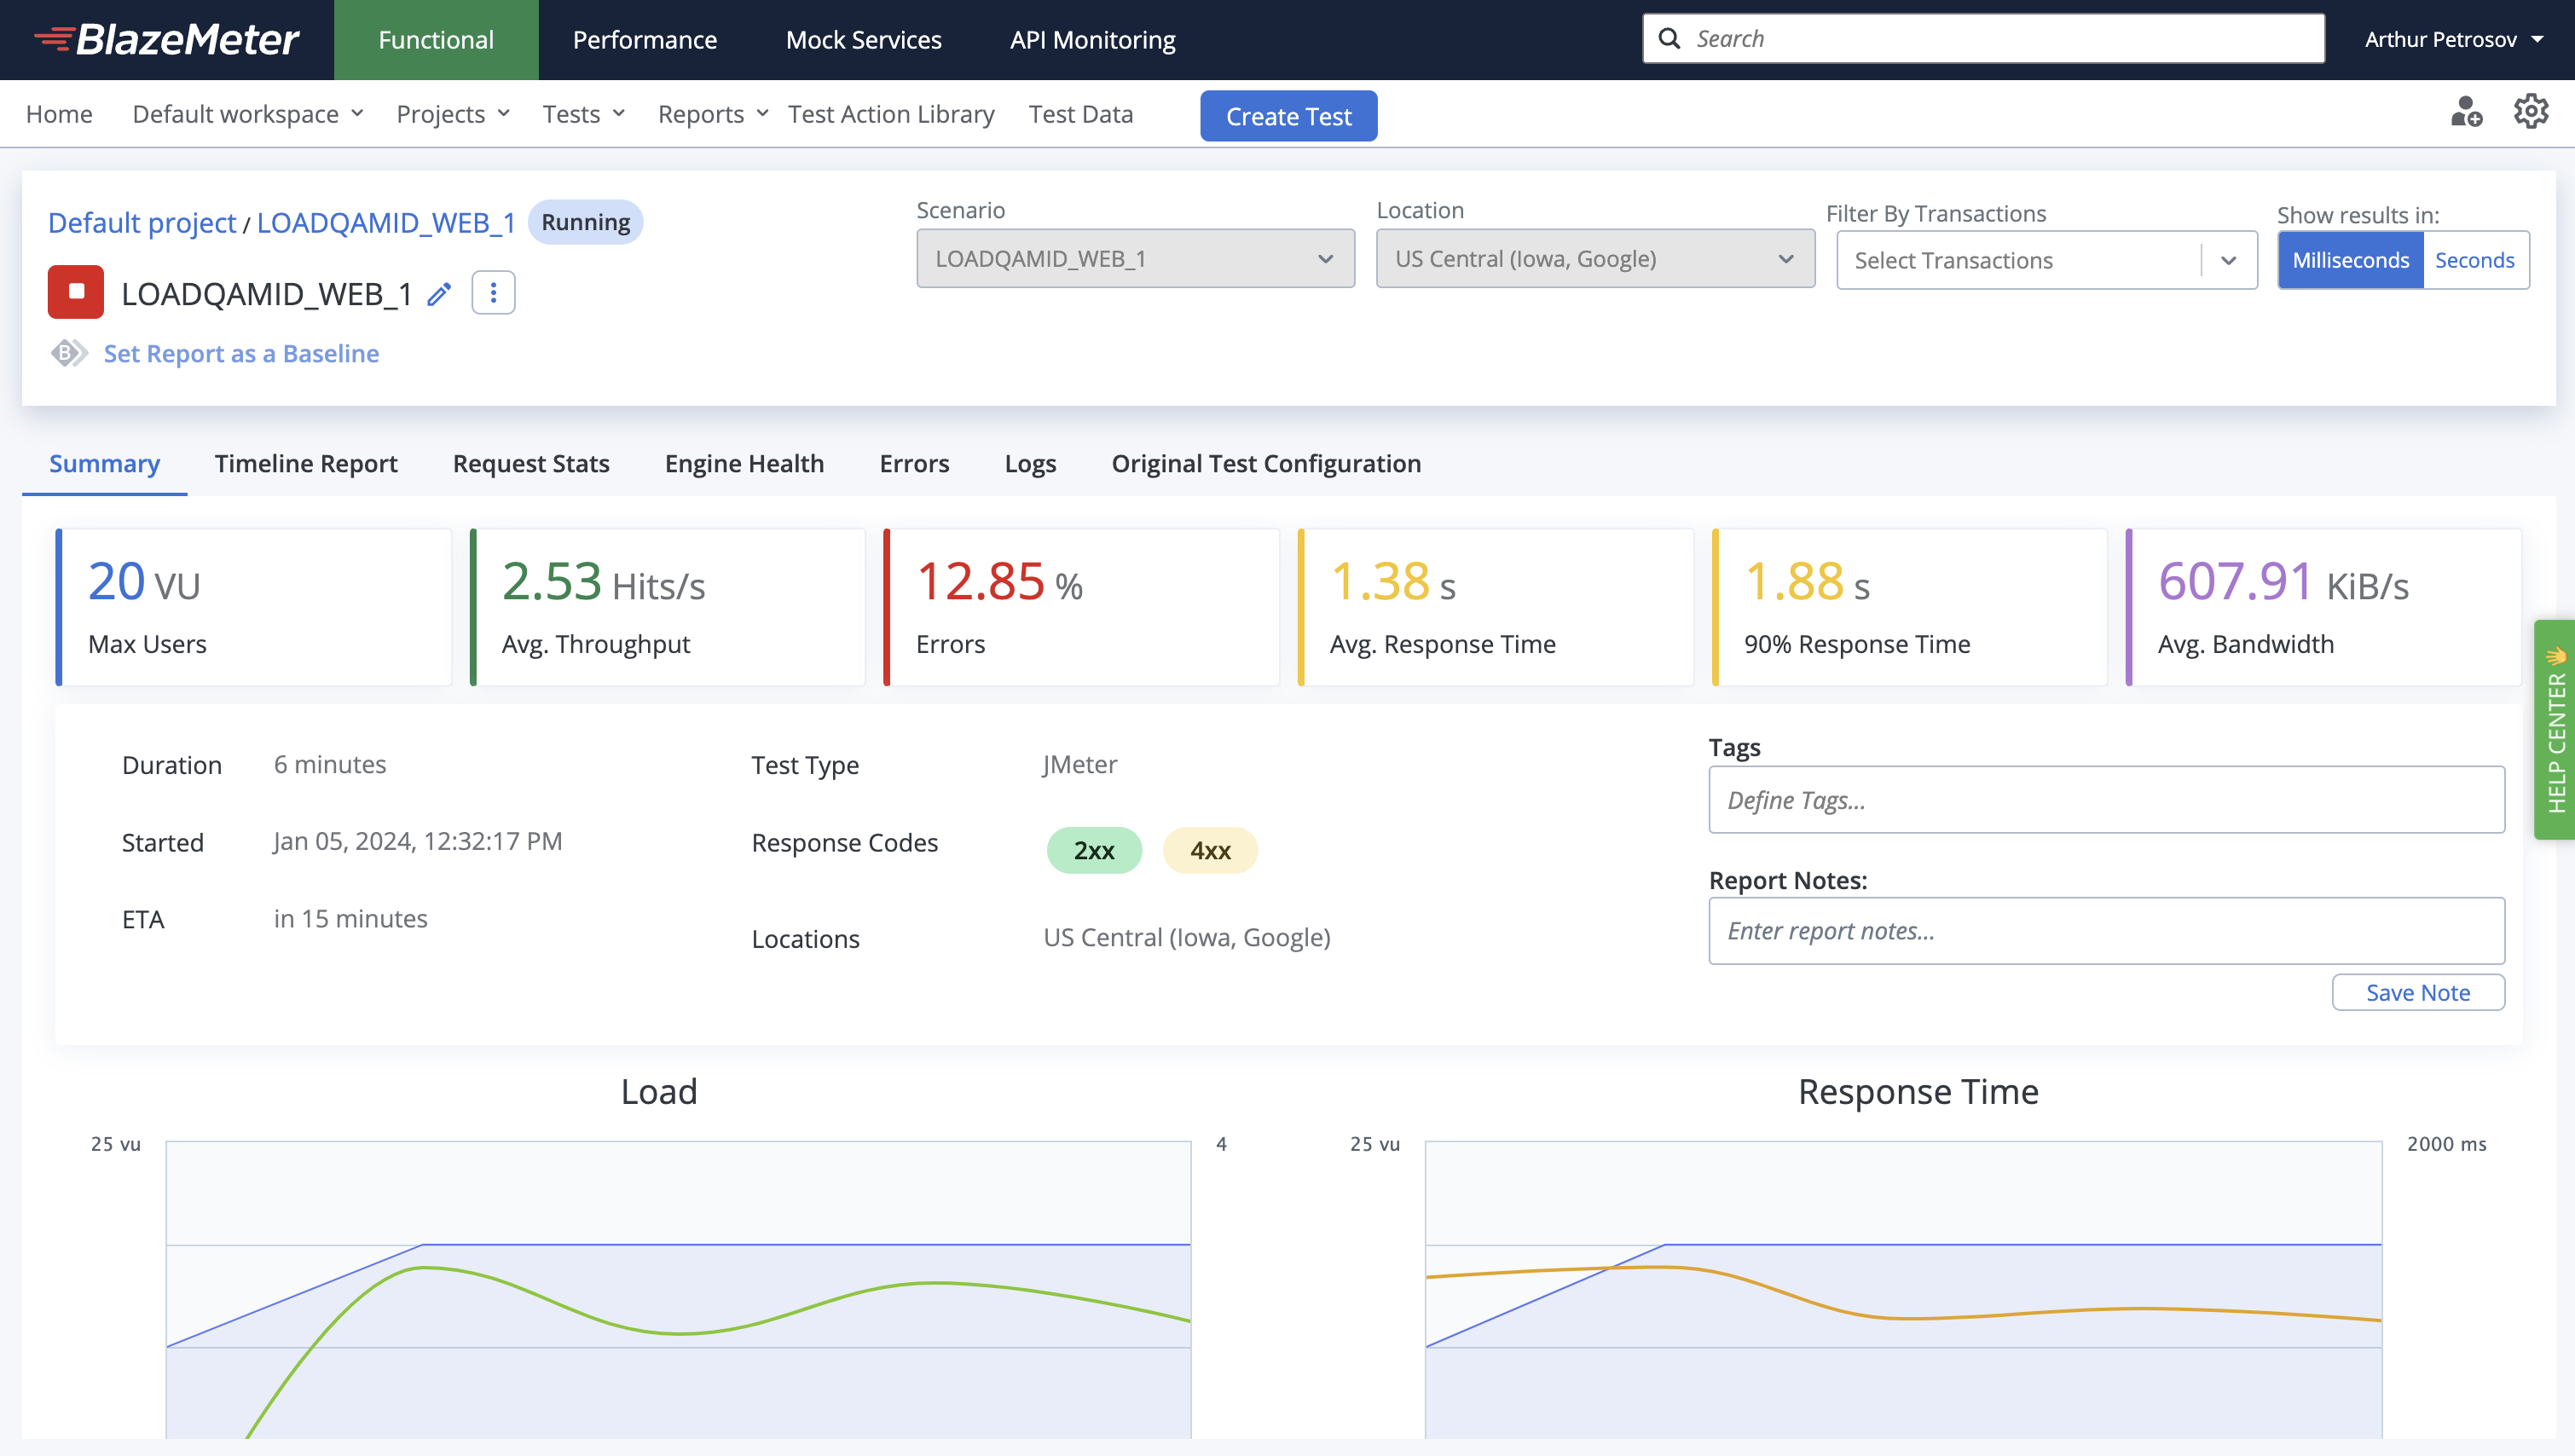 BlazeMeter
Functional
Performance
Mock Services
API Monitoring
Search
Arthur Petrosov
Home
Default workspace
Projects
Tests
Reports
Test Action Library
Test Data
Create Test
Default project / LOADQAMID_WEB_1
Running
LOADQAMID_WEB_1
B
Set Report as a Baseline
Scenario
LOADQAMID_WEB_1
Location
US Central (Iowa, Google)
Filter By Transactions
Select Transactions
Show results in:
Milliseconds
Seconds
Summary
Timeline Report
Request Stats
Engine Health
Errors
Logs
Original Test Configuration
20 VU
Max Users
2.53 Hits/s
Avg. Throughput
12.85 %
Errors
1.38 s
Avg. Response Time
1.88 s
90% Response Time
607.91 KiB/s
Avg. Bandwidth
HELP CENTER 👋
Duration
6 minutes
Started
Jan 05, 2024, 12:32:17 PM
ETA
in 15 minutes
Test Type
JMeter
Response Codes
2xx
4xx
Locations
US Central (Iowa, Google)
Tags
Define Tags...
Report Notes:
Enter report notes...
Save Note
Load
25 vu
4
Response Time
25 vu
2000 ms